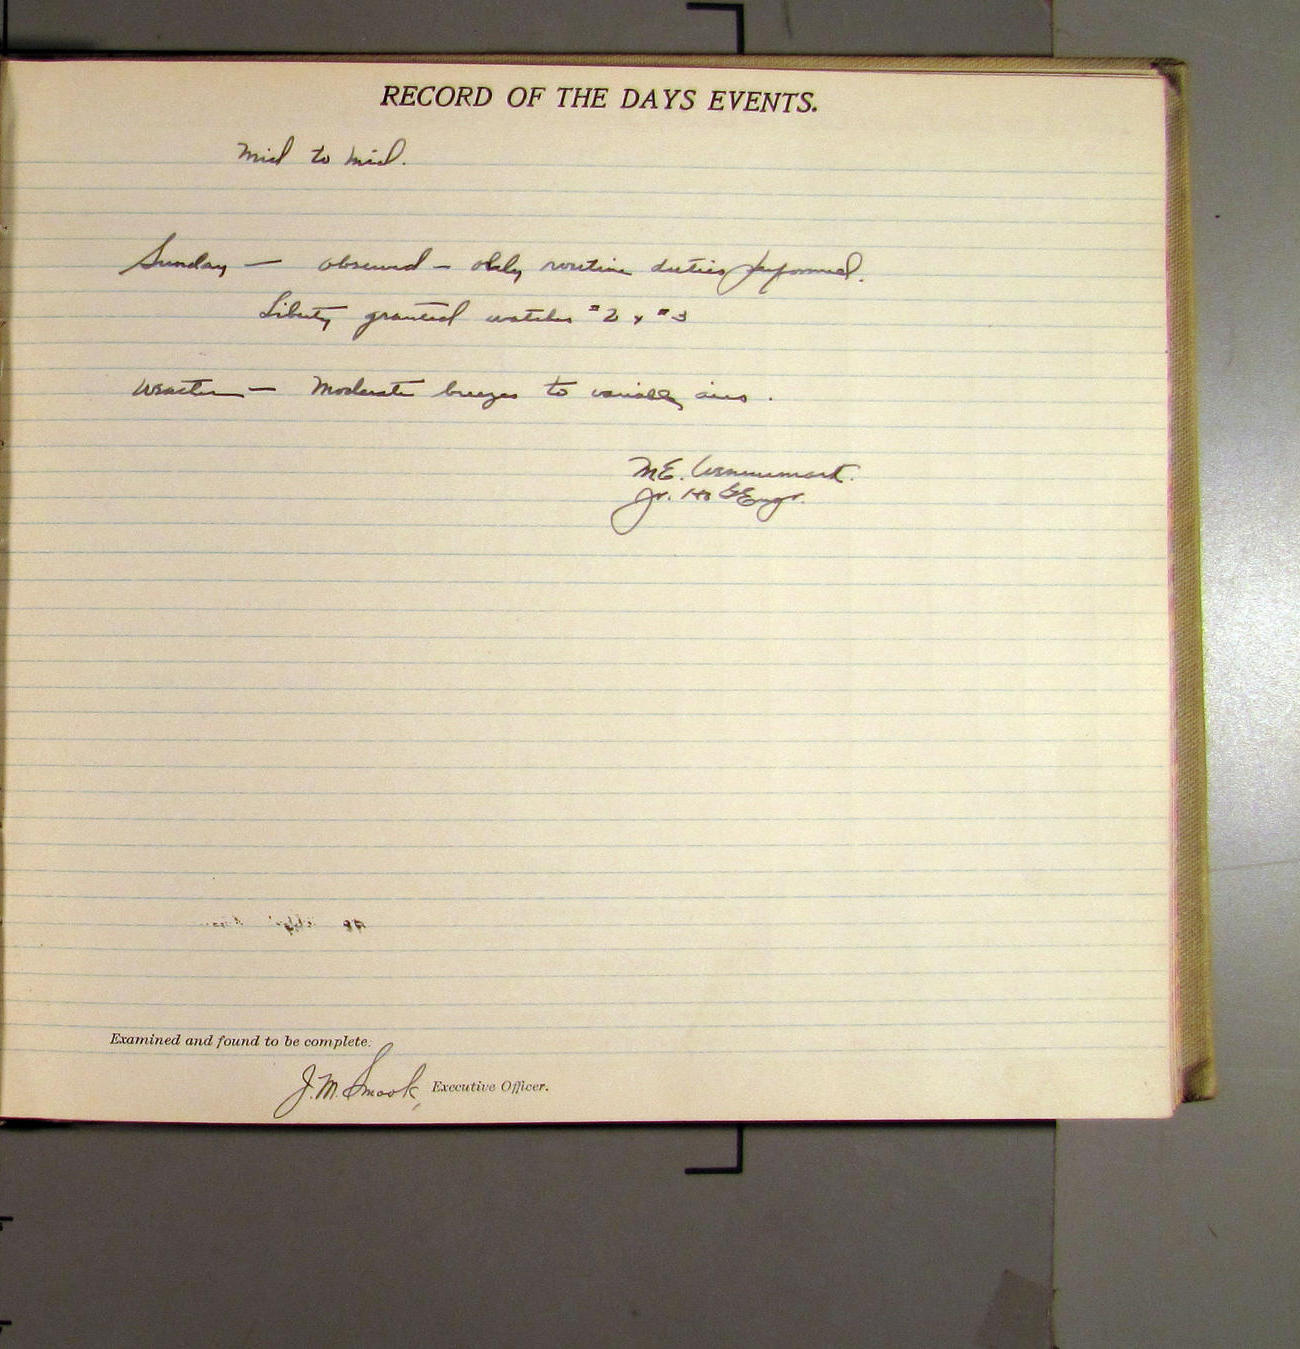 RECORD OF THE DAYS EVENTS.
Mid to Mid.
Sunday — observed — only routine duties performed.
Liberty granted watches #2 & #3
Weather — Moderate breezes to variable airs.
M.E. Wennermark.
Jr. H. & G. Engr.
Examined and found to be complete.
J.M. Smook, Executive Officer.